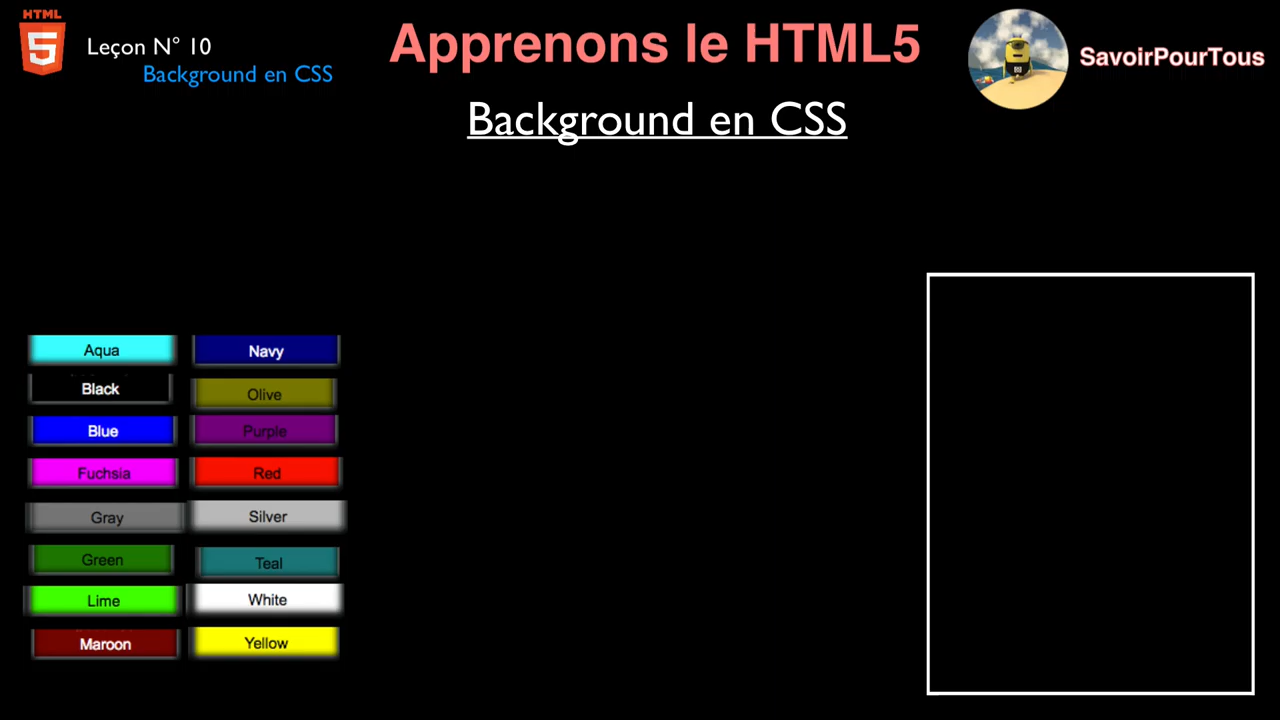 HTML
5
Leçon N° 10
Background en CSS
Apprenons le HTML5
SavoirPourTous
Background en CSS
Aqua
Navy
Black
Olive
Blue
Purple
Fuchsia
Red
Gray
Silver
Green
Teal
Lime
White
Maroon
Yellow